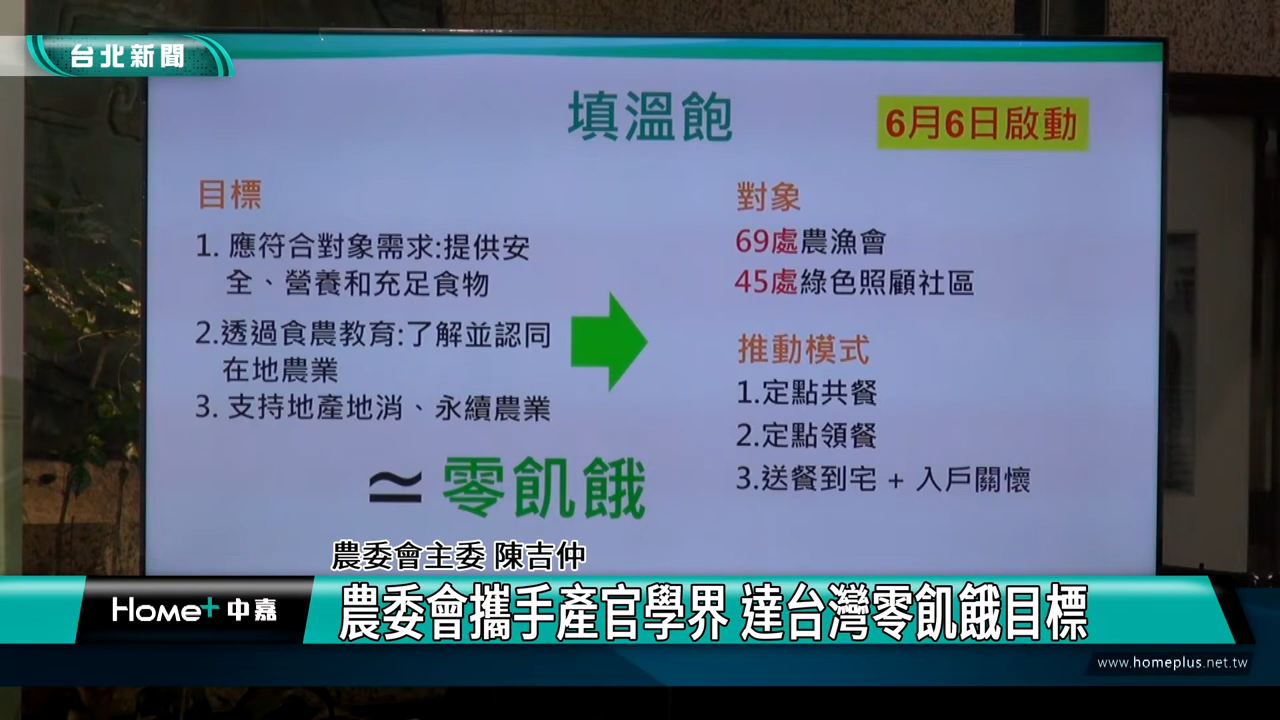 台北新聞
填溫飽
6月6日啟動
目標
1. 應符合對象需求:提供安
全、營養和充足食物
2.透過食農教育:了解並認同
在地農業
3. 支持地產地消、永續農業
≃ 零飢餓
對象
69處農漁會
45處綠色照顧社區
推動模式
1.定點共餐
2.定點領餐
3.送餐到宅 + 入戶關懷
農委會主委 陳吉仲
Home+ 中嘉
農委會攜手產官學界 達台灣零飢餓目標
www.homeplus.net.tw